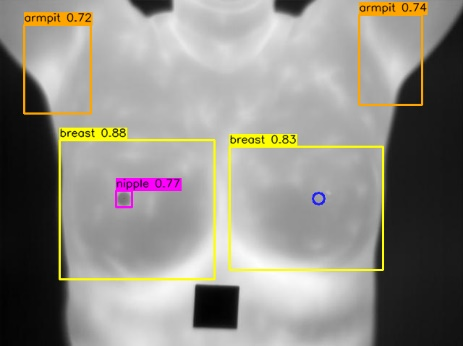 armpit 0.72
armpit 0.74
breast 0.88
breast 0.83
nipple 0.77